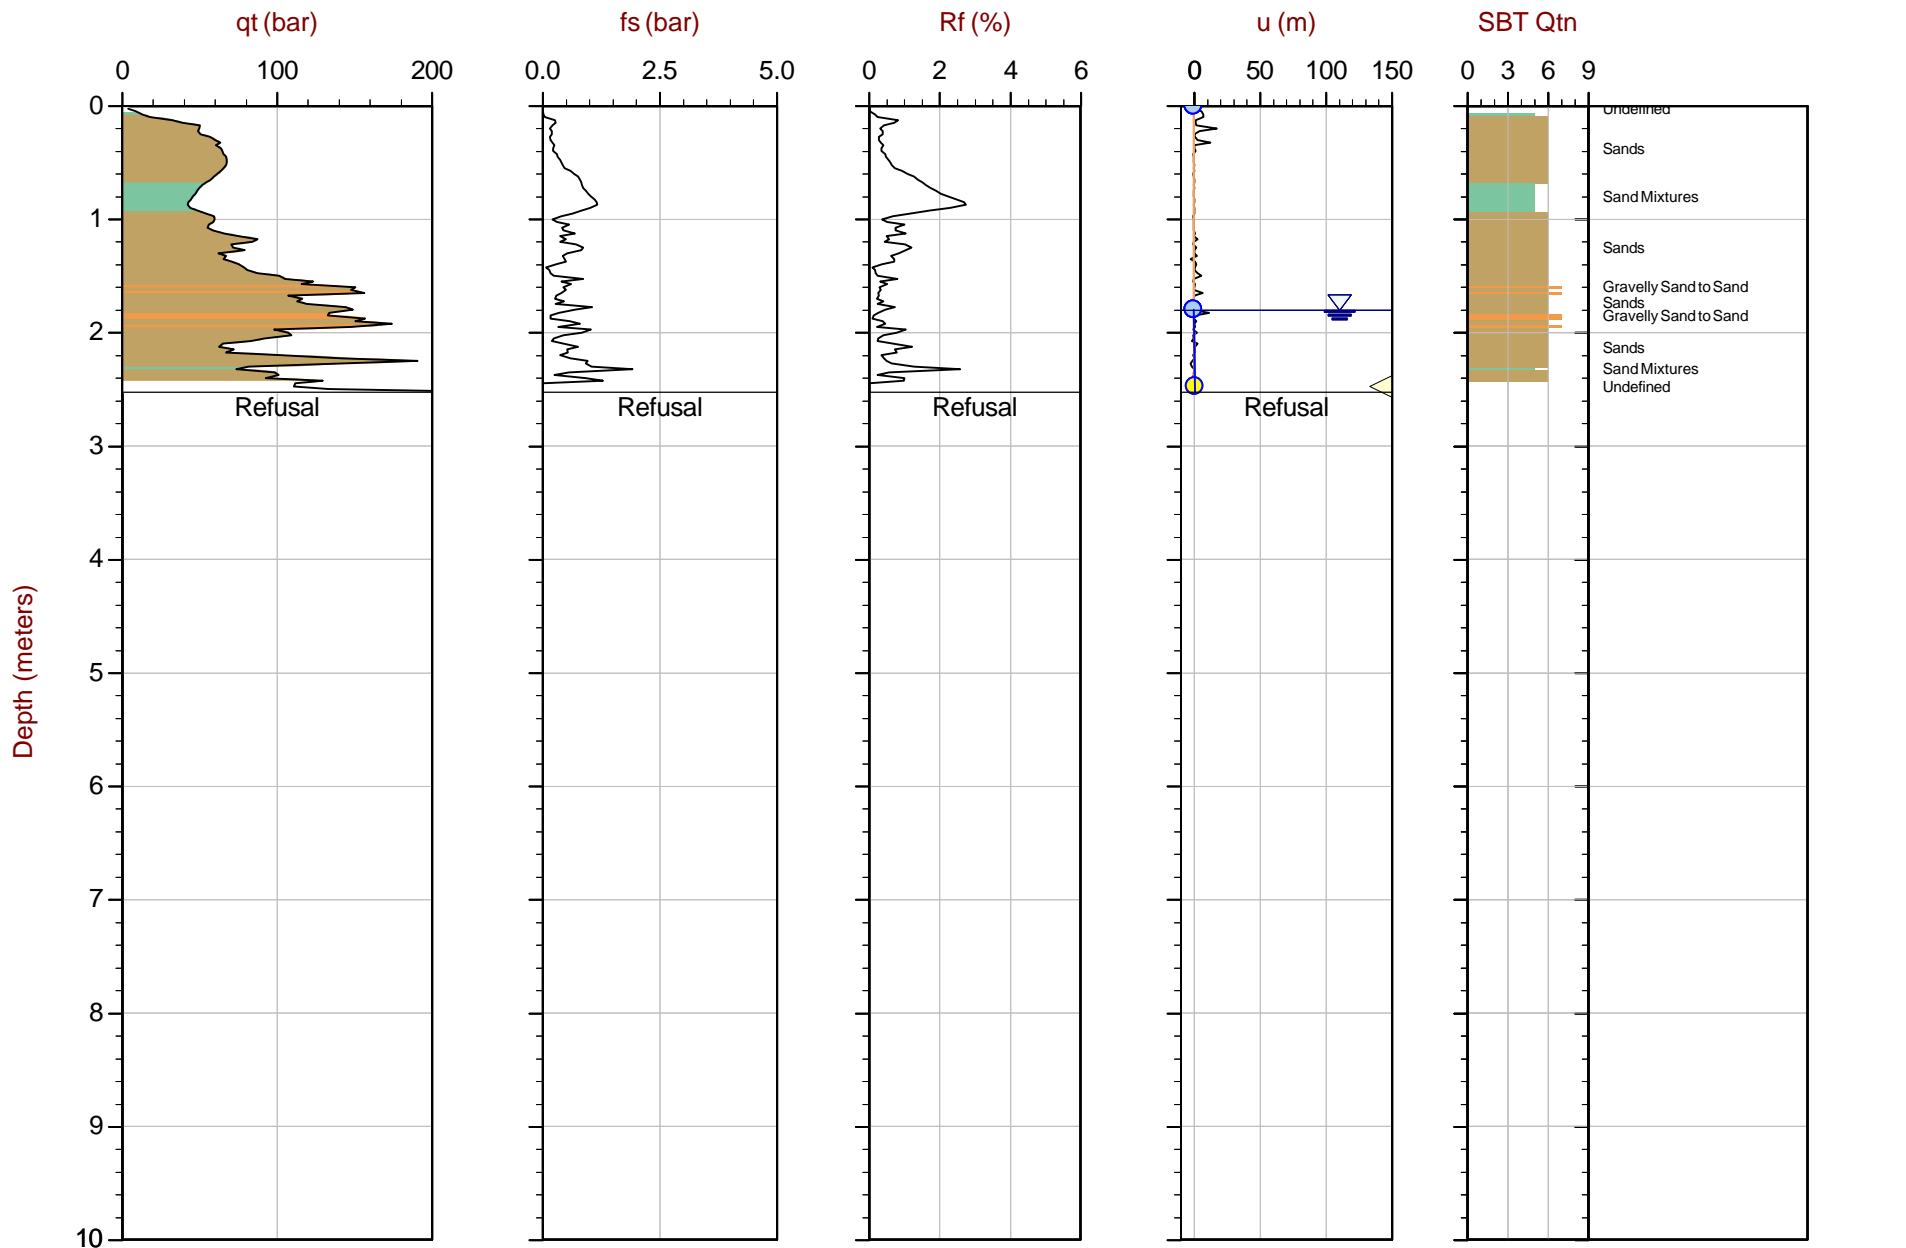 qt (bar) fs (bar) Rf (%) u (m) SBT Qtn
0 100 200 0.0 2.5 5.0 0 2 4 6 0 50 100 150 0 3 6 9
0
Undefined
Sands
Sand Mixtures
1
Sands
Gravelly Sand to Sand
Sands
Gravelly Sand to Sand
2
Sands
Sand Mixtures
Undefined
Refusal Refusal Refusal Refusal
3
4
5
Depth (meters)
6
7
8
9
10